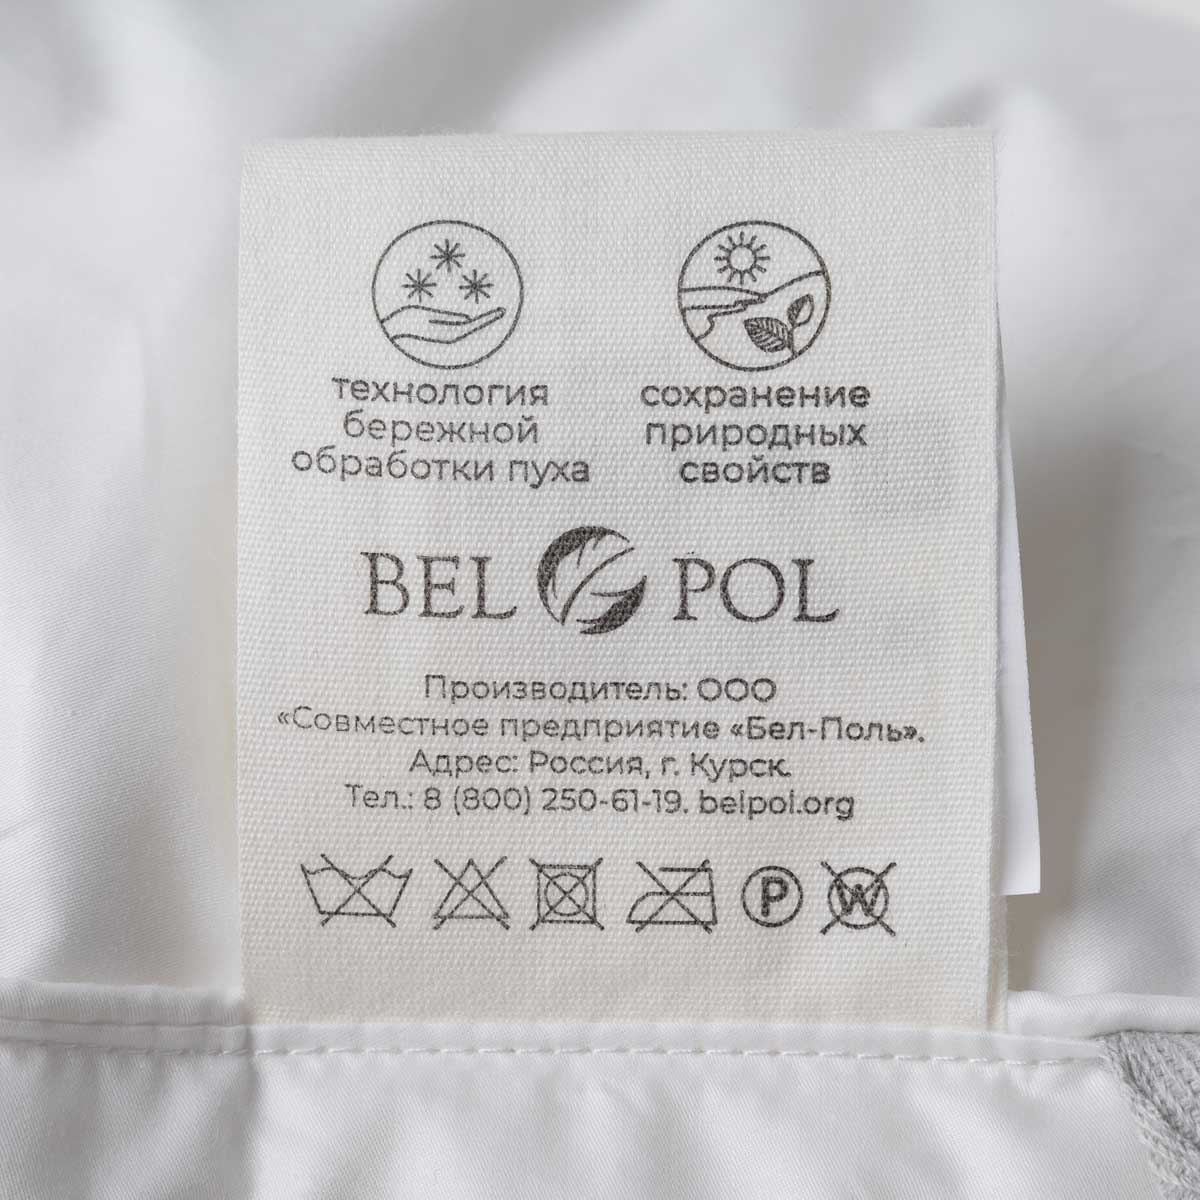 технология
бережной
обработки пуха
сохранение
природных
свойств
BEL POL
Производитель: ООО
«Совместное предприятие «Бел-Поль».
Адрес: Россия, г. Курск.
Тел.: 8 (800) 250-61-19. belpol.org
P W